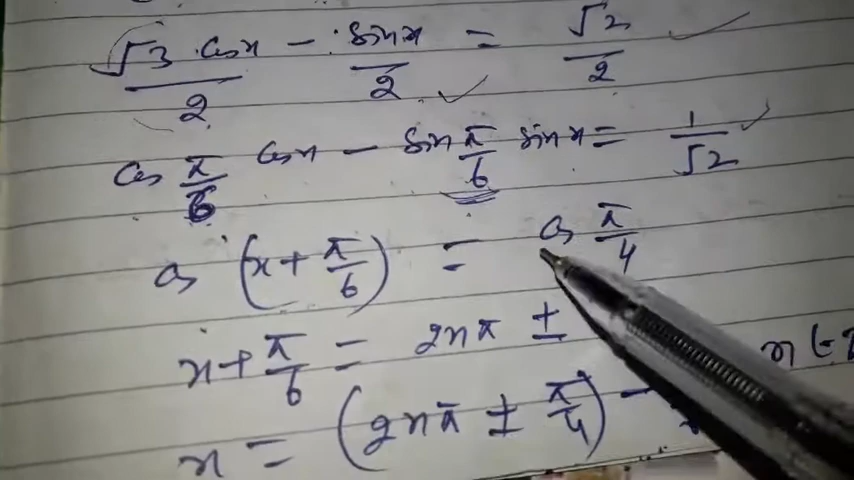 √3 cos x / 2 - sin x / 2 = √2 / 2
cos π/6 cos x - sin π/6 sin x = 1/√2
cos (x + π/6) = cos π/4
x + π/6 = 2nπ ± n ∈
x = (2nπ ± π/4) -